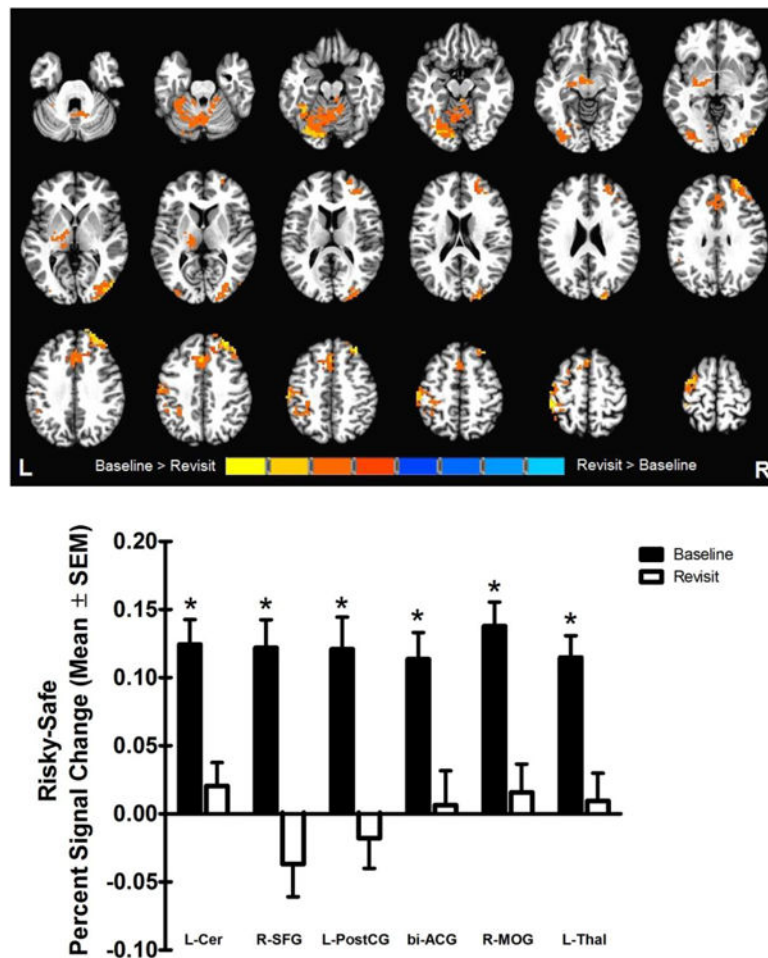 L Baseline > Revisit Revisit > Baseline R
Risky-Safe
Percent Signal Change (Mean ± SEM)
0.20
0.15
0.10
0.05
0.00
-0.05
-0.10
* * * * * *
Baseline
Revisit
L-Cer R-SFG L-PostCG bi-ACG R-MOG L-Thal